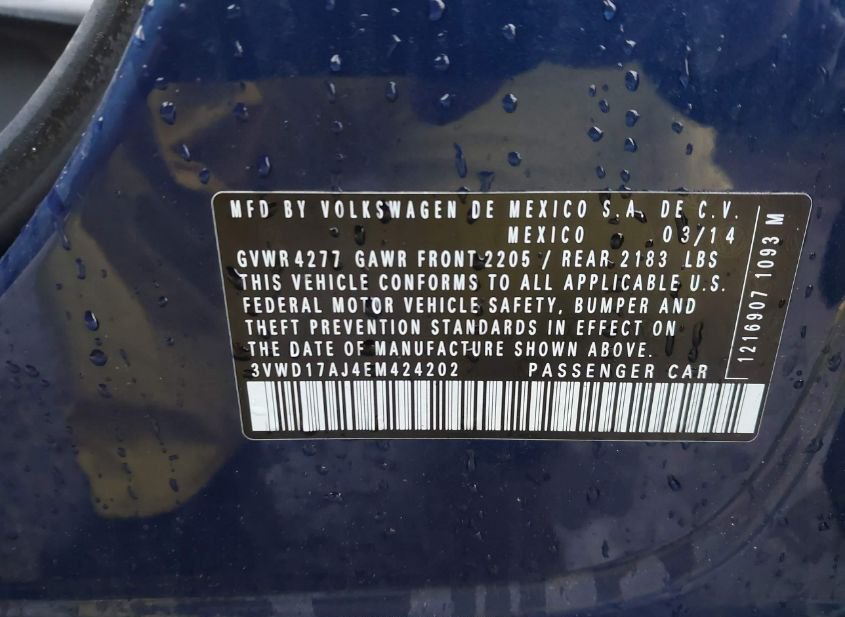 MFD BY VOLKSWAGEN DE MEXICO S.A. DE C.V.
MEXICO 03/14
GVWR 4277 GAWR FRONT 2205 / REAR 2183 LBS
THIS VEHICLE CONFORMS TO ALL APPLICABLE U.S.
FEDERAL MOTOR VEHICLE SAFETY, BUMPER AND
THEFT PREVENTION STANDARDS IN EFFECT ON
THE DATE OF MANUFACTURE SHOWN ABOVE.
3VWD17AJ4EM424202 PASSENGER CAR
1216907 1093 M